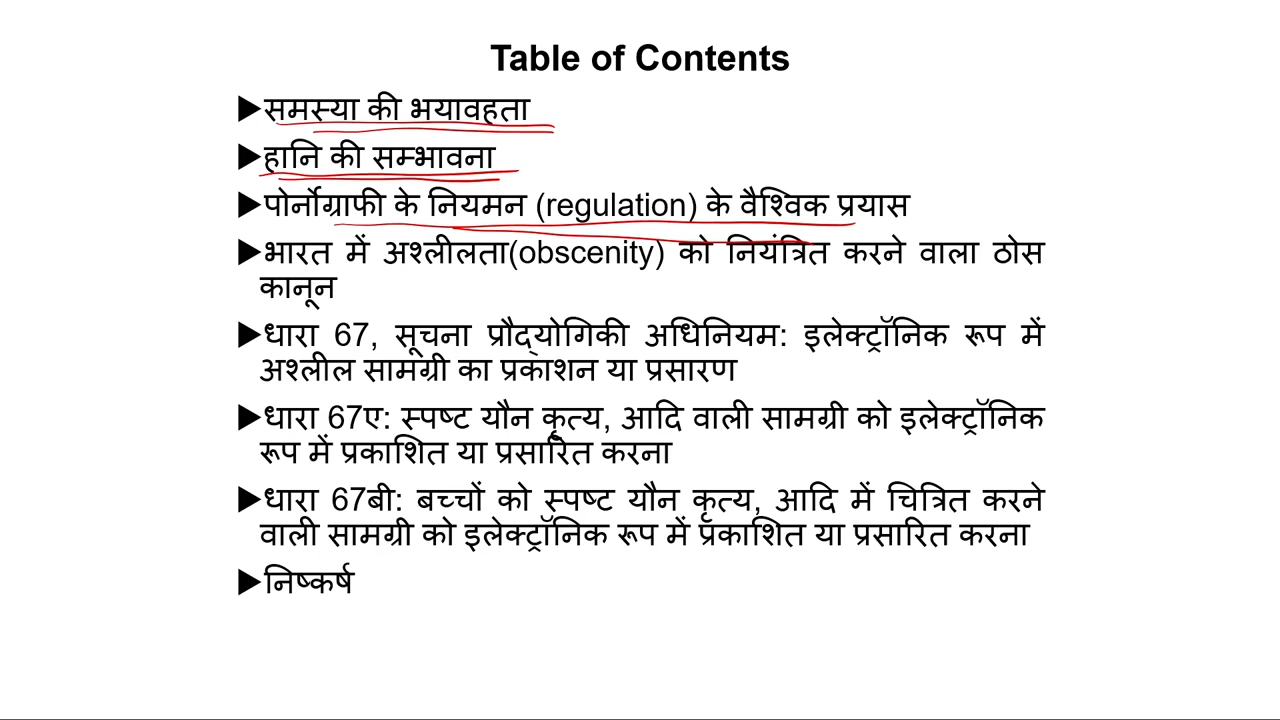 Table of Contents
▶समस्या की भयावहता
▶हानि की सम्भावना
▶पोर्नोग्राफी के नियमन (regulation) के वैश्विक प्रयास
▶भारत में अश्लीलता(obscenity) को नियंत्रित करने वाला ठोस
कानून
▶धारा 67, सूचना प्रौद्योगिकी अधिनियम: इलेक्ट्रॉनिक रूप में
अश्लील सामग्री का प्रकाशन या प्रसारण
▶धारा 67ए: स्पष्ट यौन कृत्य, आदि वाली सामग्री को इलेक्ट्रॉनिक
रूप में प्रकाशित या प्रसारित करना
▶धारा 67बी: बच्चों को स्पष्ट यौन कृत्य, आदि में चित्रित करने
वाली सामग्री को इलेक्ट्रॉनिक रूप में प्रकाशित या प्रसारित करना
▶निष्कर्ष